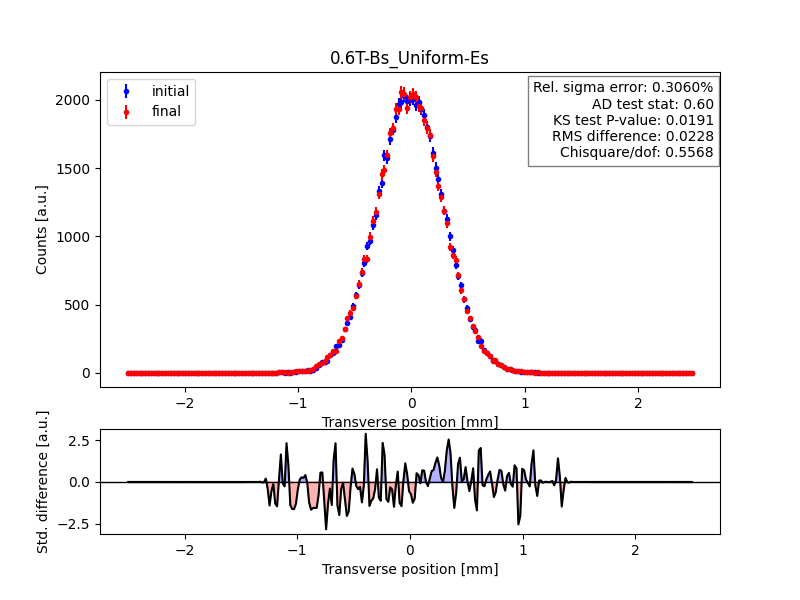 0.6T-Bs_Uniform-Es
initial
final
Rel. sigma error: 0.3060%
AD test stat: 0.60
KS test P-value: 0.0191
RMS difference: 0.0228
Chisquare/dof: 0.5568
Counts [a.u.]
2000
1500
1000
500
0
−2 −1 0 1 2
Transverse position [mm]
Std. difference [a.u.]
2.5
0.0
−2.5
−2 −1 0 1 2
Transverse position [mm]